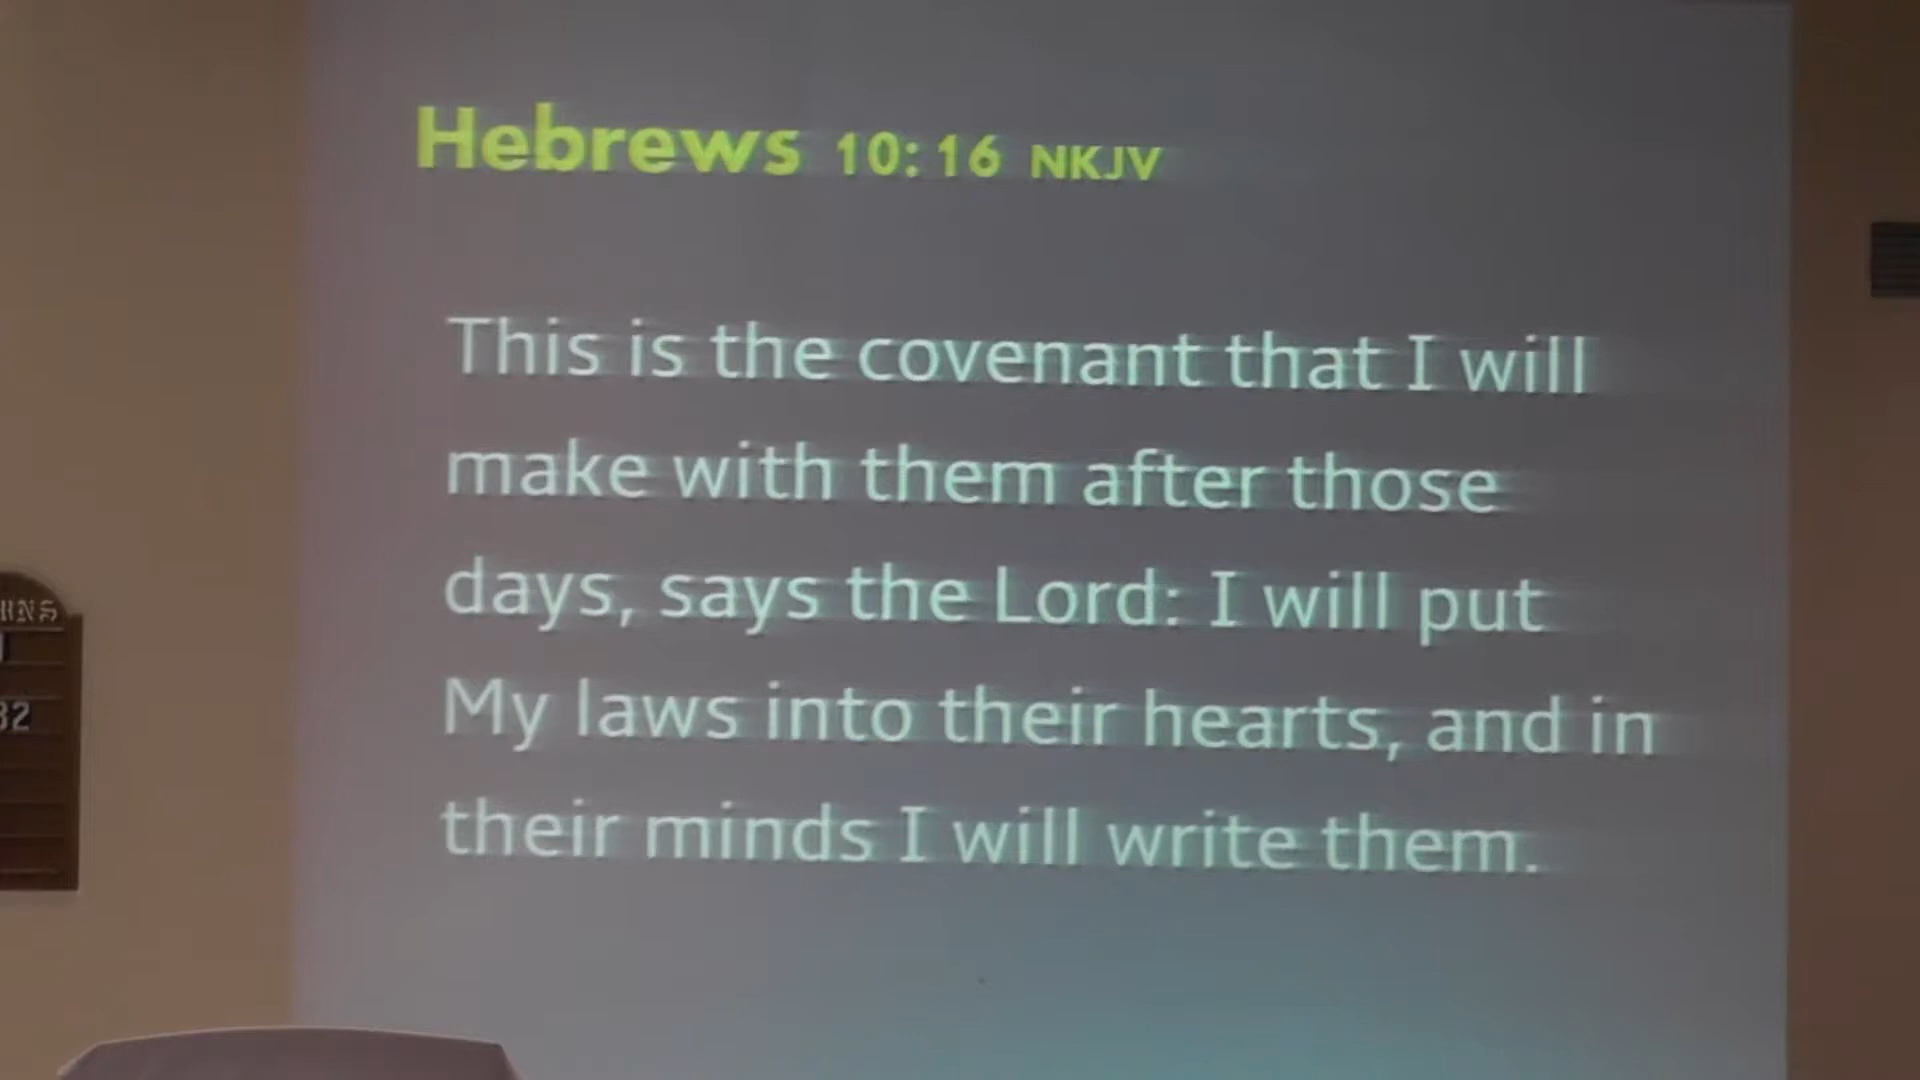 Hebrews 10:16 NKJV
This is the covenant that I will
make with them after those
days, says the Lord: I will put
My laws into their hearts, and in
their minds I will write them.
32